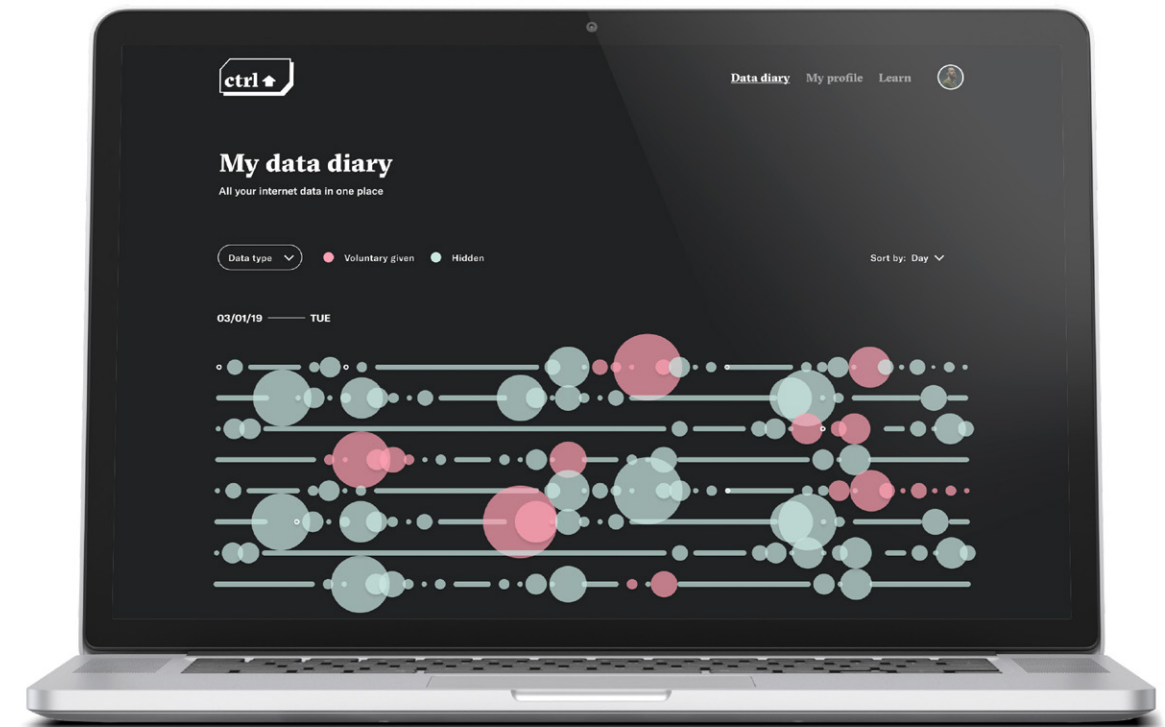 ctrl
Data diary My profile Learn
My data diary
All your internet data in one place
Data type Voluntary given Hidden
Sort by: Day
03/01/19 TUE